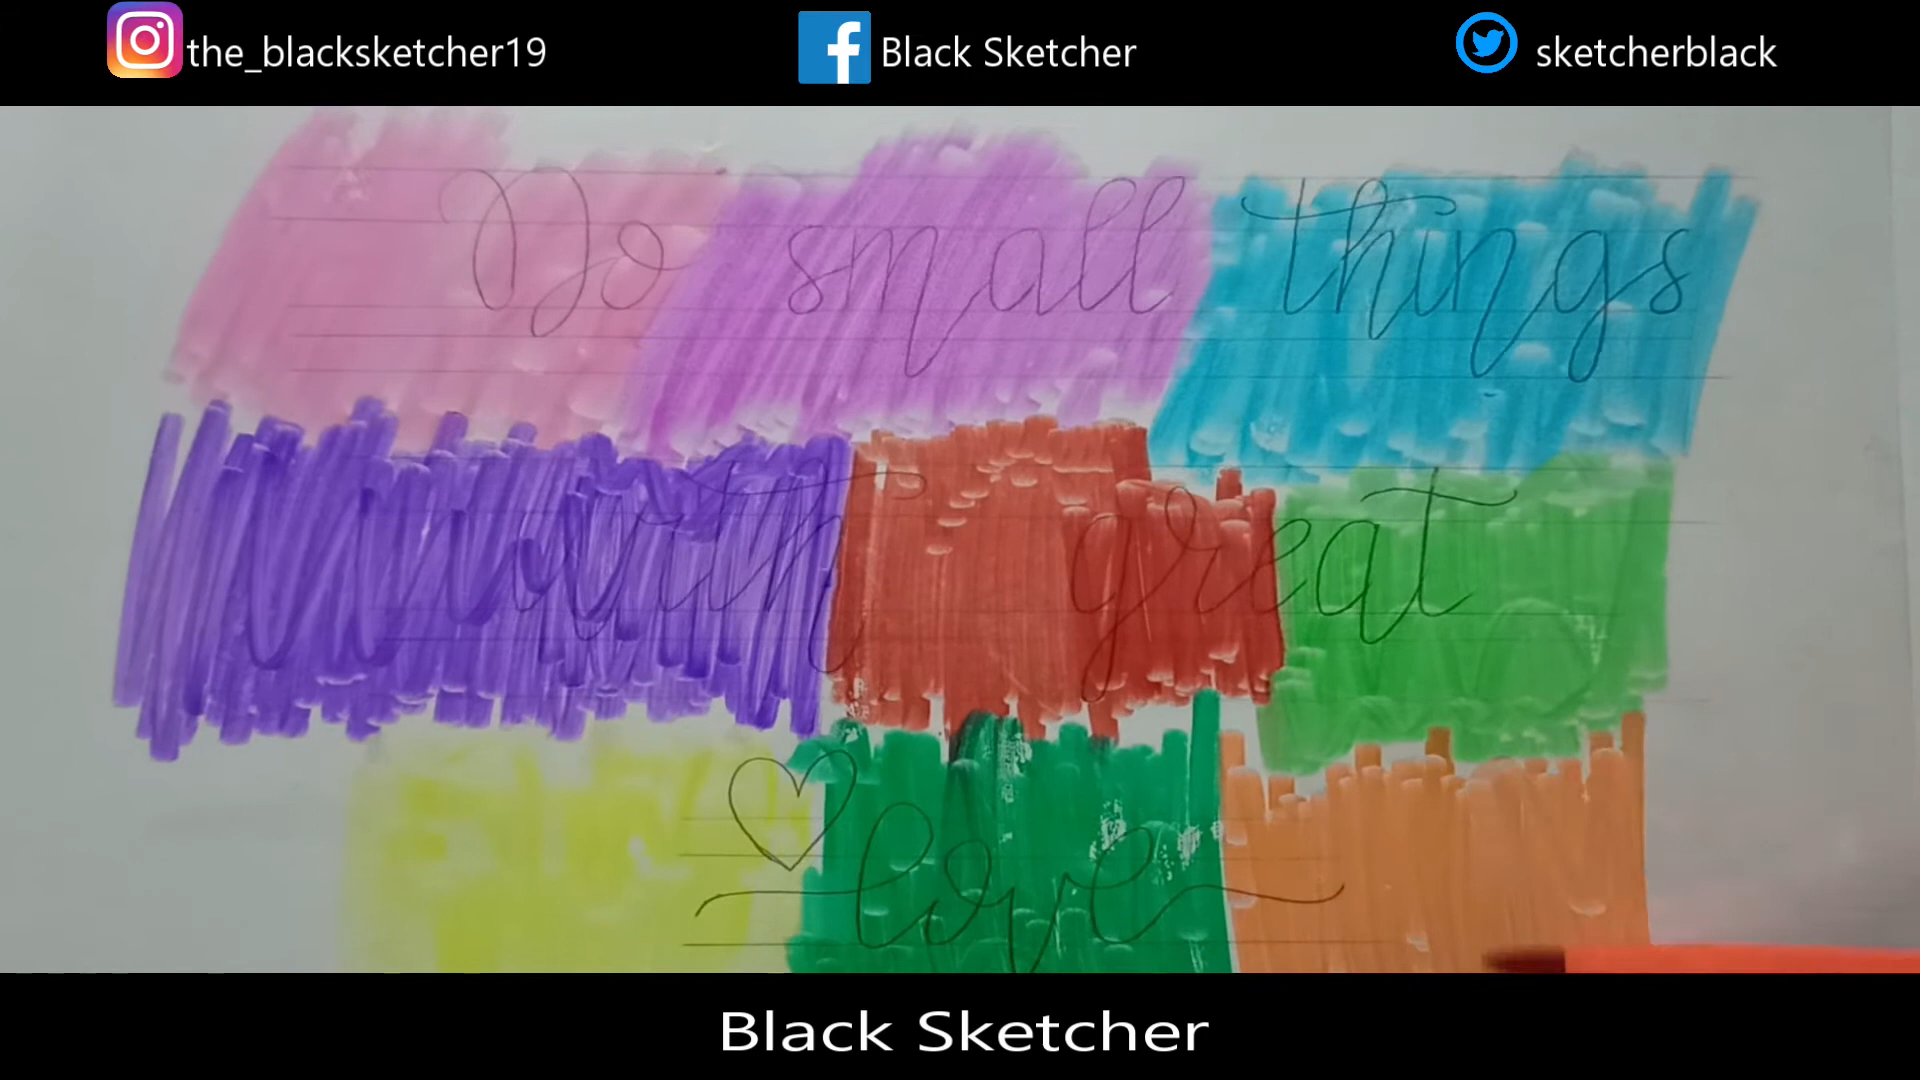 the_blacksketcher19
Black Sketcher
sketcherblack
Do small things
with great
love
Black Sketcher